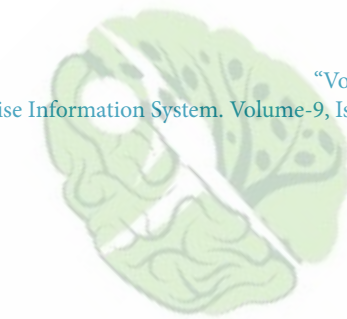 “Vo
ise Information System. Volume-9, Is